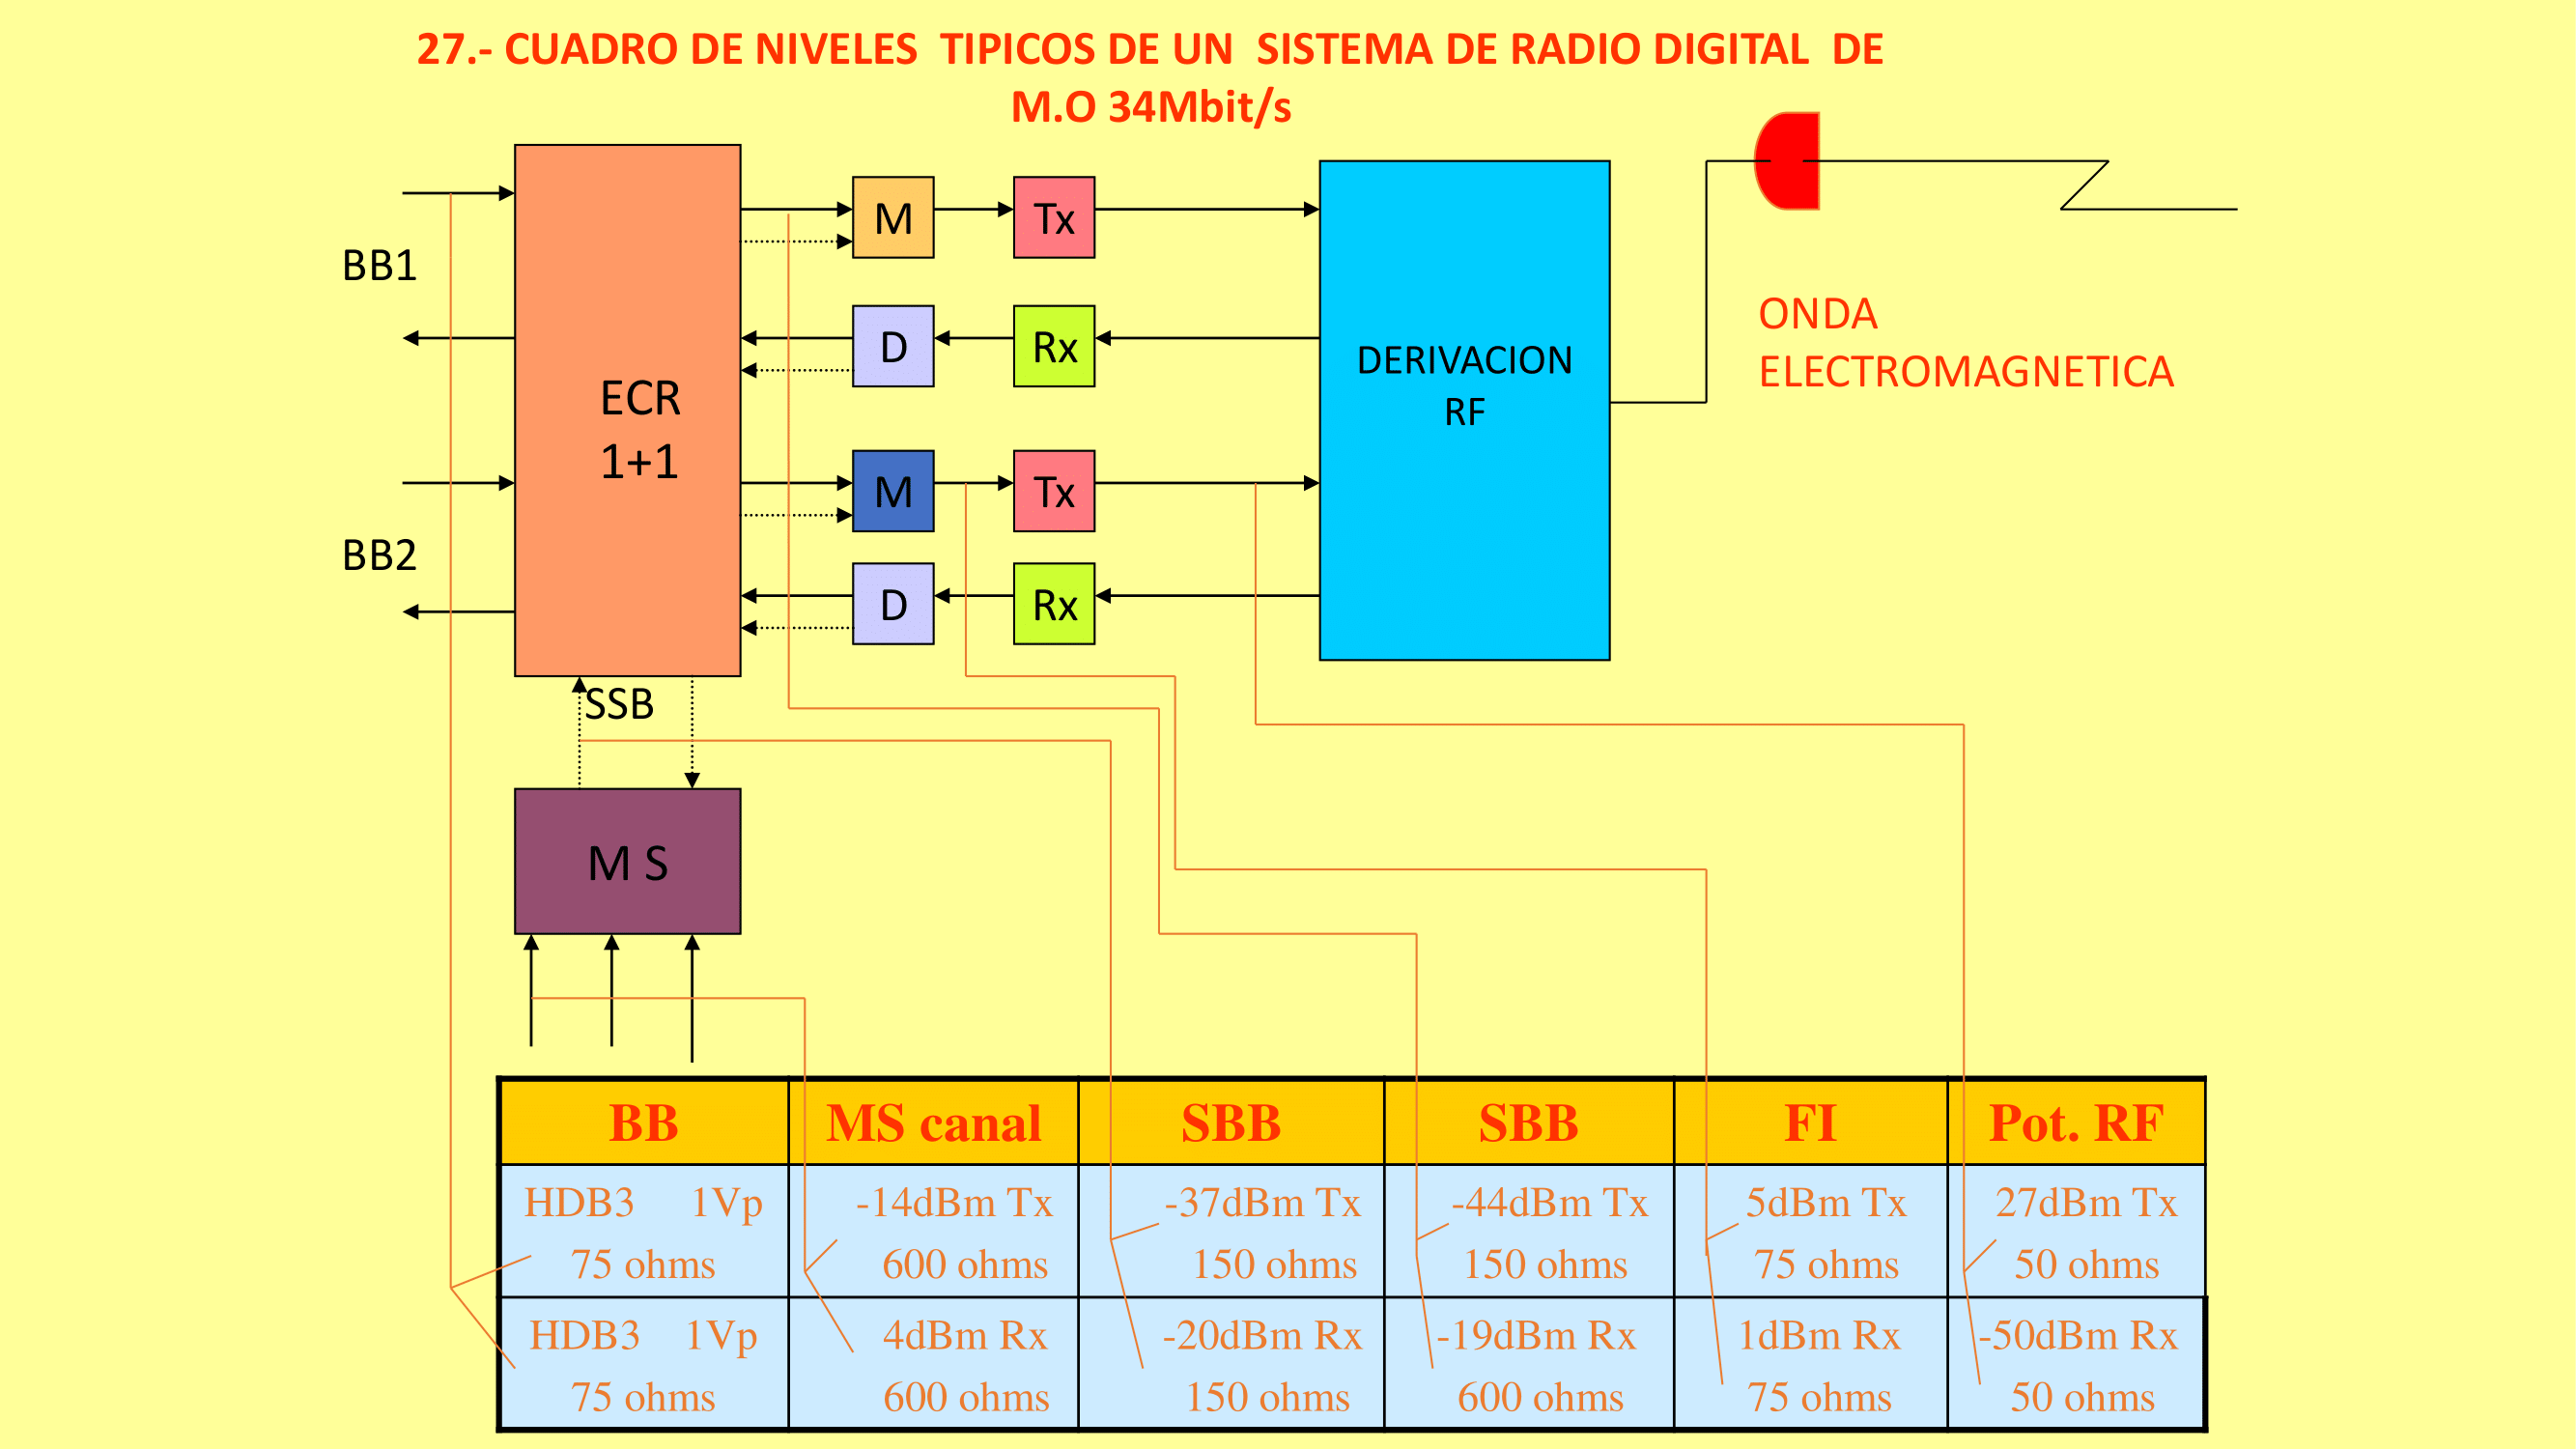 27.- CUADRO DE NIVELES TIPICOS DE UN SISTEMA DE RADIO DIGITAL DE
M.O 34Mbit/s
BB1
BB2
ECR
1+1
M
Tx
D
Rx
M
Tx
D
Rx
DERIVACION
RF
ONDA
ELECTROMAGNETICA
SSB
M S
BB MS canal SBB SBB FI Pot. RF
HDB3 1Vp -14dBm Tx -37dBm Tx -44dBm Tx 5dBm Tx 27dBm Tx
75 ohms 600 ohms 150 ohms 150 ohms 75 ohms 50 ohms
HDB3 1Vp 4dBm Rx -20dBm Rx -19dBm Rx 1dBm Rx -50dBm Rx
75 ohms 600 ohms 150 ohms 600 ohms 75 ohms 50 ohms